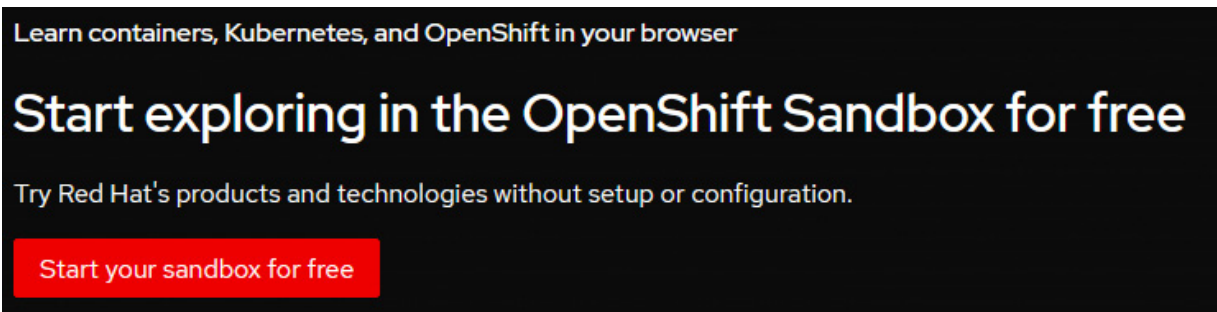 Learn containers, Kubernetes, and OpenShift in your browser
Start exploring in the OpenShift Sandbox for free
Try Red Hat's products and technologies without setup or configuration.
Start your sandbox for free